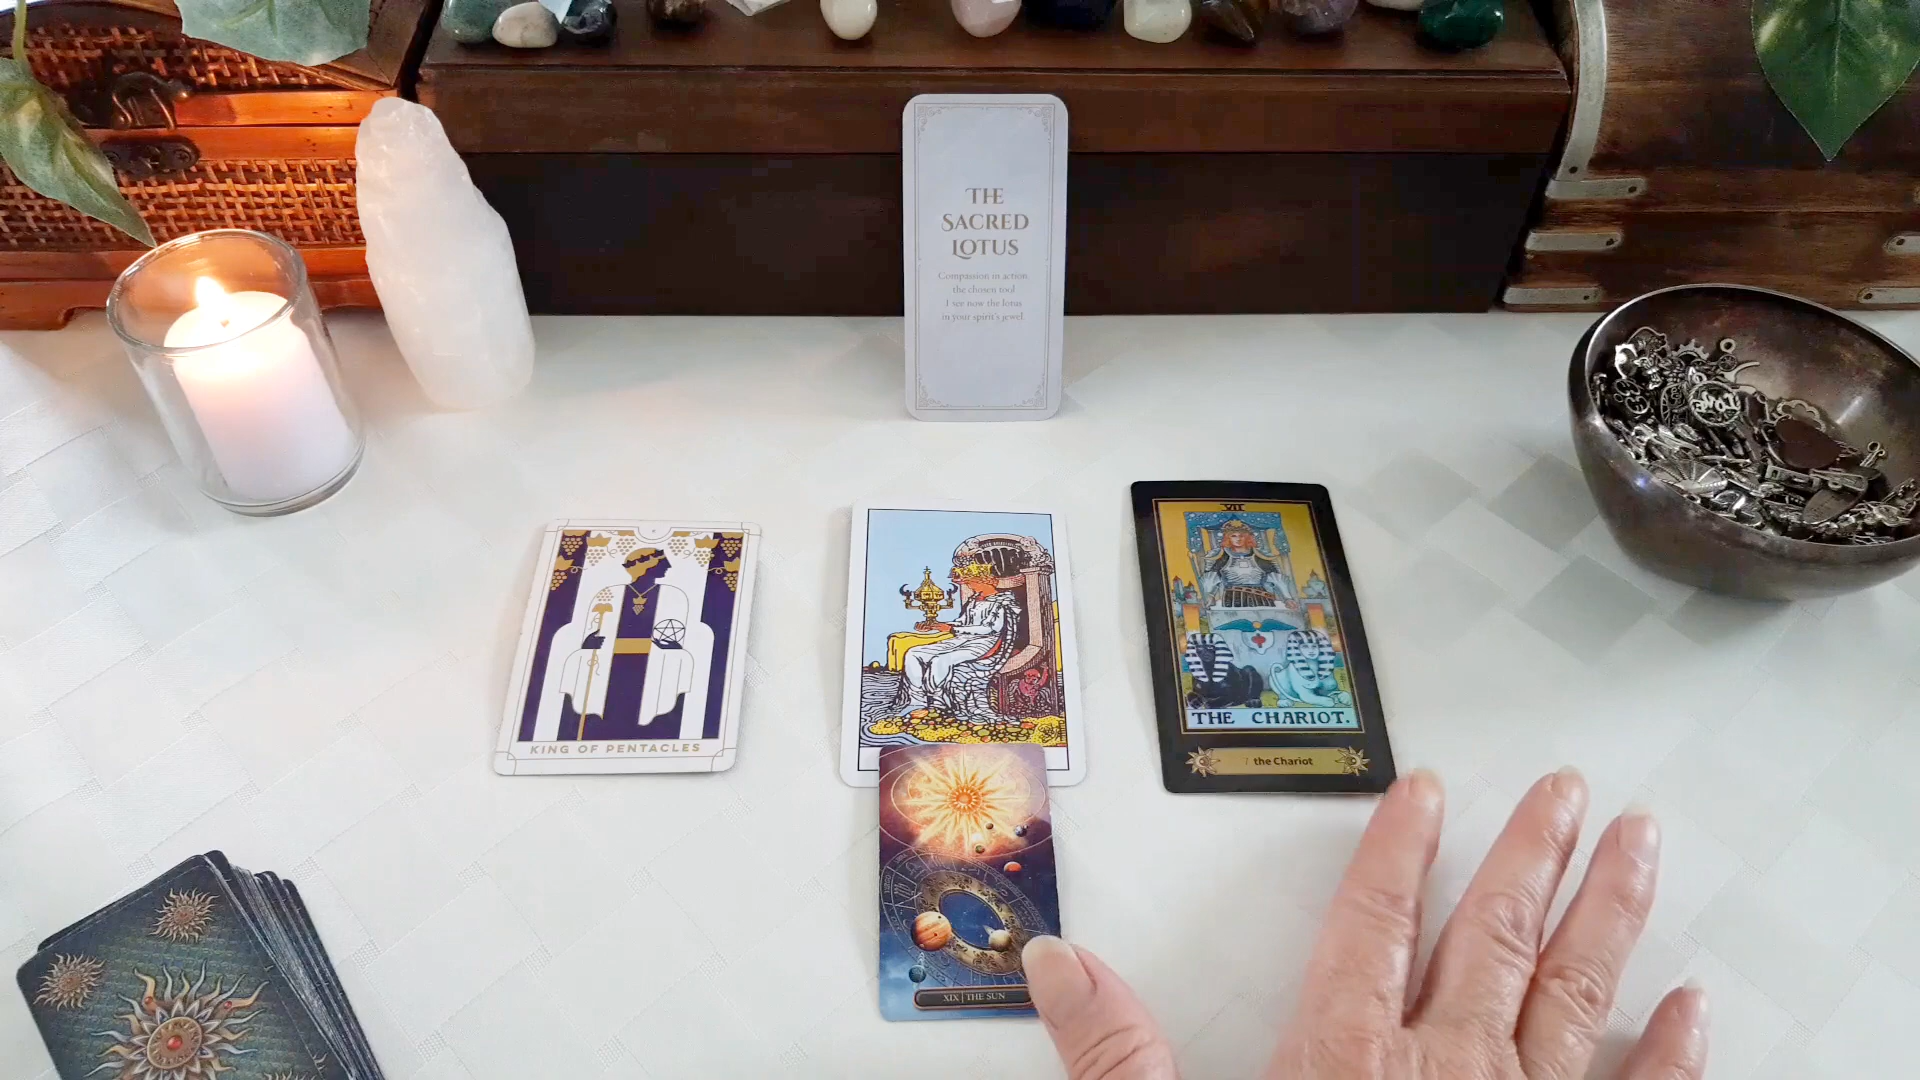 THE
SACRED
LOTUS
Compassion in action,
the chosen tool
I see now the lotus
in your spirit's jewel.
KING OF PENTACLES
VII
THE CHARIOT.
the Chariot
XIX | THE SUN
Love